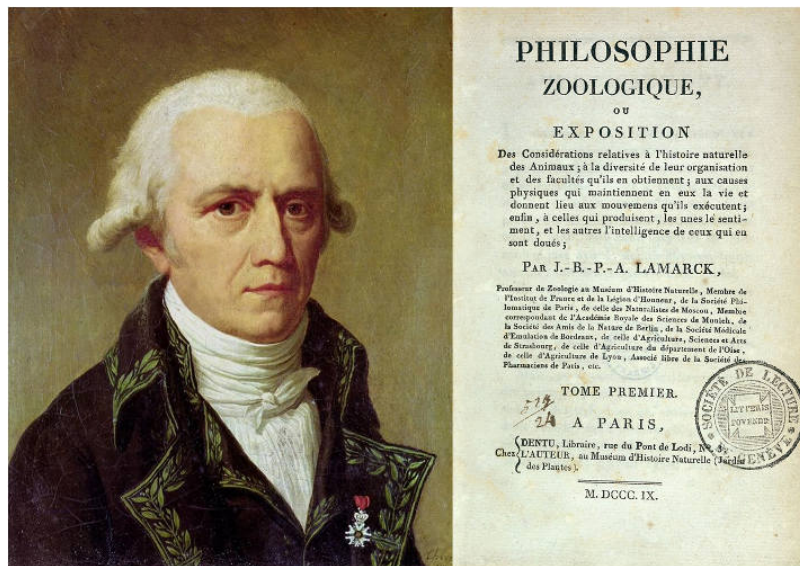 PHILOSOPHIE
ZOOLOGIQUE,
OU
EXPOSITION
Des Considérations relatives à l'histoire naturelle
des Animaux ; à la diversité de leur organisation
et des facultés qu'ils en obtiennent ; aux causes
physiques qui maintiennent en eux la vie et
donnent lieu aux mouvemens qu'ils exécutent ;
enfin , à celles qui produisent , les unes le senti-
ment , et les autres l'intelligence de ceux qui en
sont doués ;
PAR J.-B.-P.-A. LAMARCK,
Professeur de Zoologie au Muséum d'Histoire Naturelle , Membre de
l'Institut de France et de la Légion d'Honneur , de la Société Phi-
lomatique de Paris , de celle des Naturalistes de Moscou , Membre
correspondant de l'Académie Royale des Sciences de Munich , de
la Société des Amis de la Nature de Berlin , de la Société Médicale
d'Émulation de Bordeaux , de celle d'Agriculture , Sciences et Arts
de Strasbourg , de celle d'Agriculture du département de l'Oise ,
de celle d'Agriculture de Lyon , Associé libre de la Société des
Pharmaciens de Paris , etc.
TOME PREMIER.
24
A PARIS,
Chez
DENTU, Libraire, rue du Pont de Lodi, N.°
L'AUTEUR, au Muséum d'Histoire Naturelle (Jardin
des Plantes).
M. DCCC. IX.
SOCIÉTÉ DE LECTURE
GENÈVE